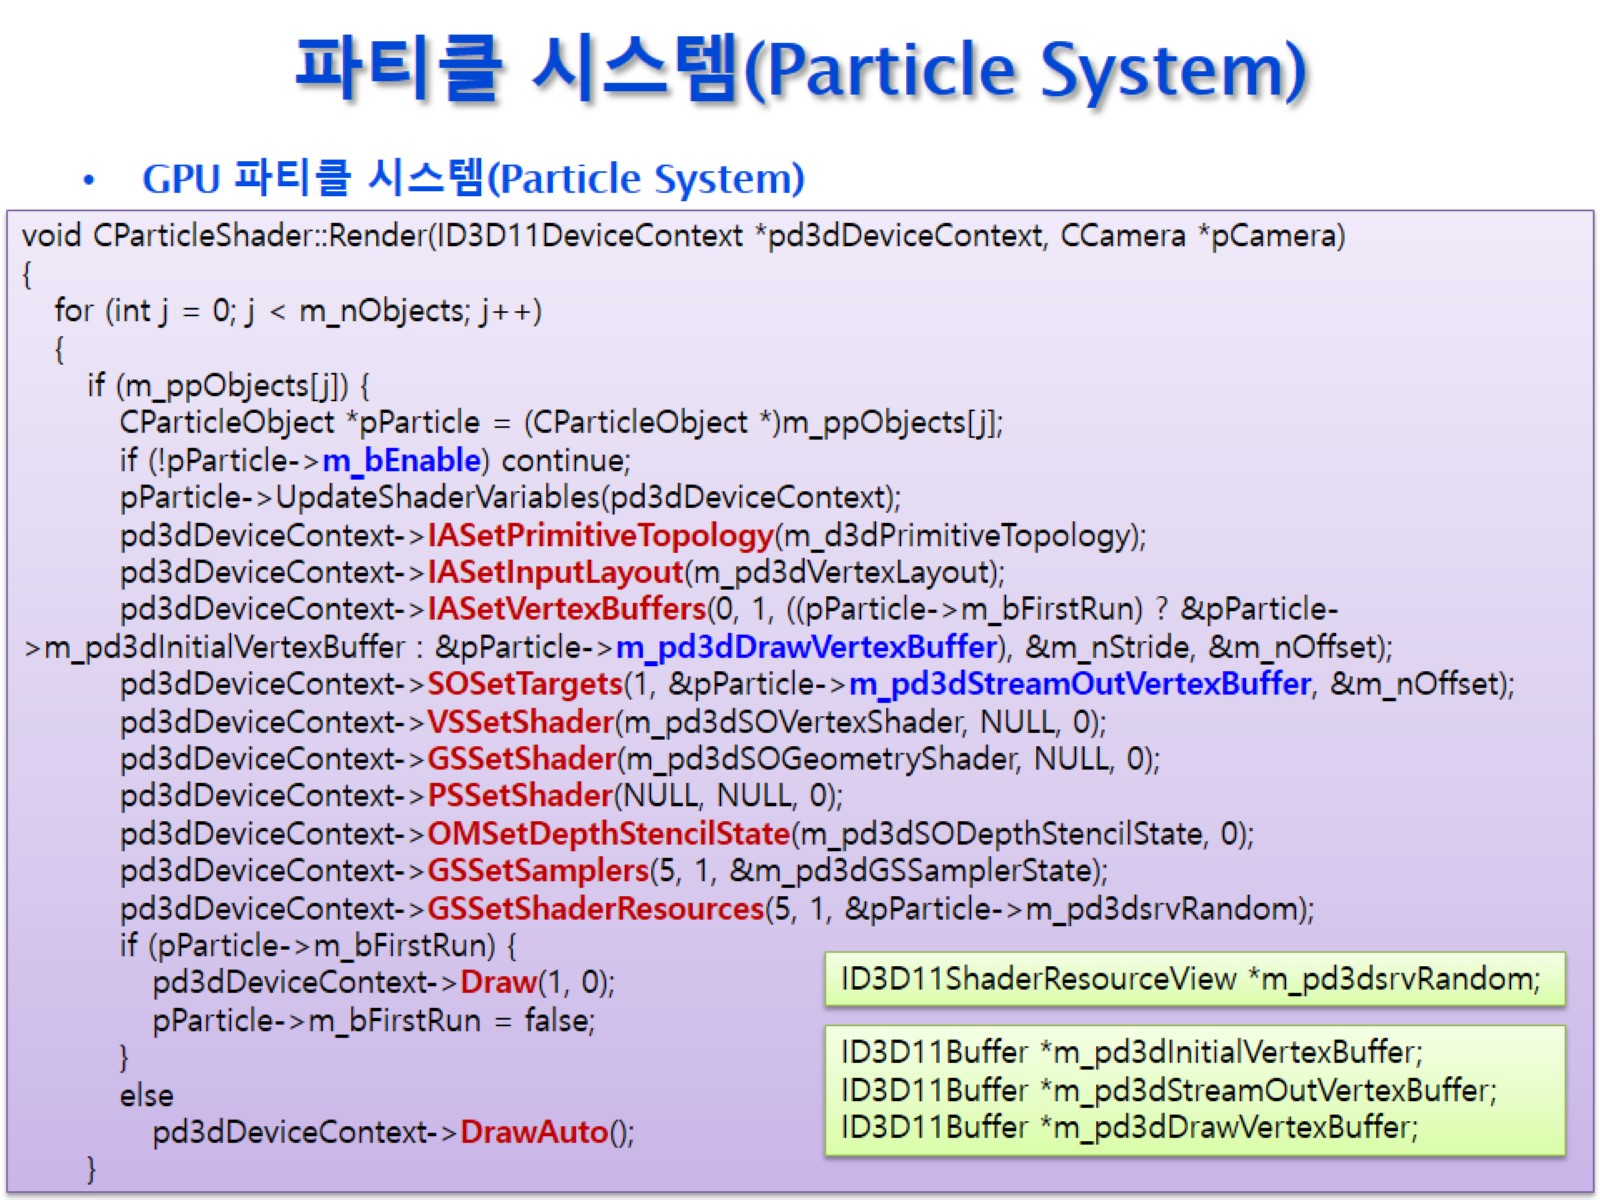 파티클 시스템(Particle System)
• GPU 파티클 시스템(Particle System)
void CParticleShader::Render(ID3D11DeviceContext *pd3dDeviceContext, CCamera *pCamera)
{
for (int j = 0; j < m_nObjects; j++)
{
if (m_ppObjects[j]) {
CParticleObject *pParticle = (CParticleObject *)m_ppObjects[j];
if (!pParticle->m_bEnable) continue;
pParticle->UpdateShaderVariables(pd3dDeviceContext);
pd3dDeviceContext->IASetPrimitiveTopology(m_d3dPrimitiveTopology);
pd3dDeviceContext->IASetInputLayout(m_pd3dVertexLayout);
pd3dDeviceContext->IASetVertexBuffers(0, 1, ((pParticle->m_bFirstRun) ? &pParticle-
>m_pd3dInitialVertexBuffer : &pParticle->m_pd3dDrawVertexBuffer), &m_nStride, &m_nOffset);
pd3dDeviceContext->SOSetTargets(1, &pParticle->m_pd3dStreamOutVertexBuffer, &m_nOffset);
pd3dDeviceContext->VSSetShader(m_pd3dSOVertexShader, NULL, 0);
pd3dDeviceContext->GSSetShader(m_pd3dSOGeometryShader, NULL, 0);
pd3dDeviceContext->PSSetShader(NULL, NULL, 0);
pd3dDeviceContext->OMSetDepthStencilState(m_pd3dSODepthStencilState, 0);
pd3dDeviceContext->GSSetSamplers(5, 1, &m_pd3dGSSamplerState);
pd3dDeviceContext->GSSetShaderResources(5, 1, &pParticle->m_pd3dsrvRandom);
if (pParticle->m_bFirstRun) {
pd3dDeviceContext->Draw(1, 0);
pParticle->m_bFirstRun = false;
}
else
pd3dDeviceContext->DrawAuto();
}
ID3D11ShaderResourceView *m_pd3dsrvRandom;
ID3D11Buffer *m_pd3dInitialVertexBuffer;
ID3D11Buffer *m_pd3dStreamOutVertexBuffer;
ID3D11Buffer *m_pd3dDrawVertexBuffer;